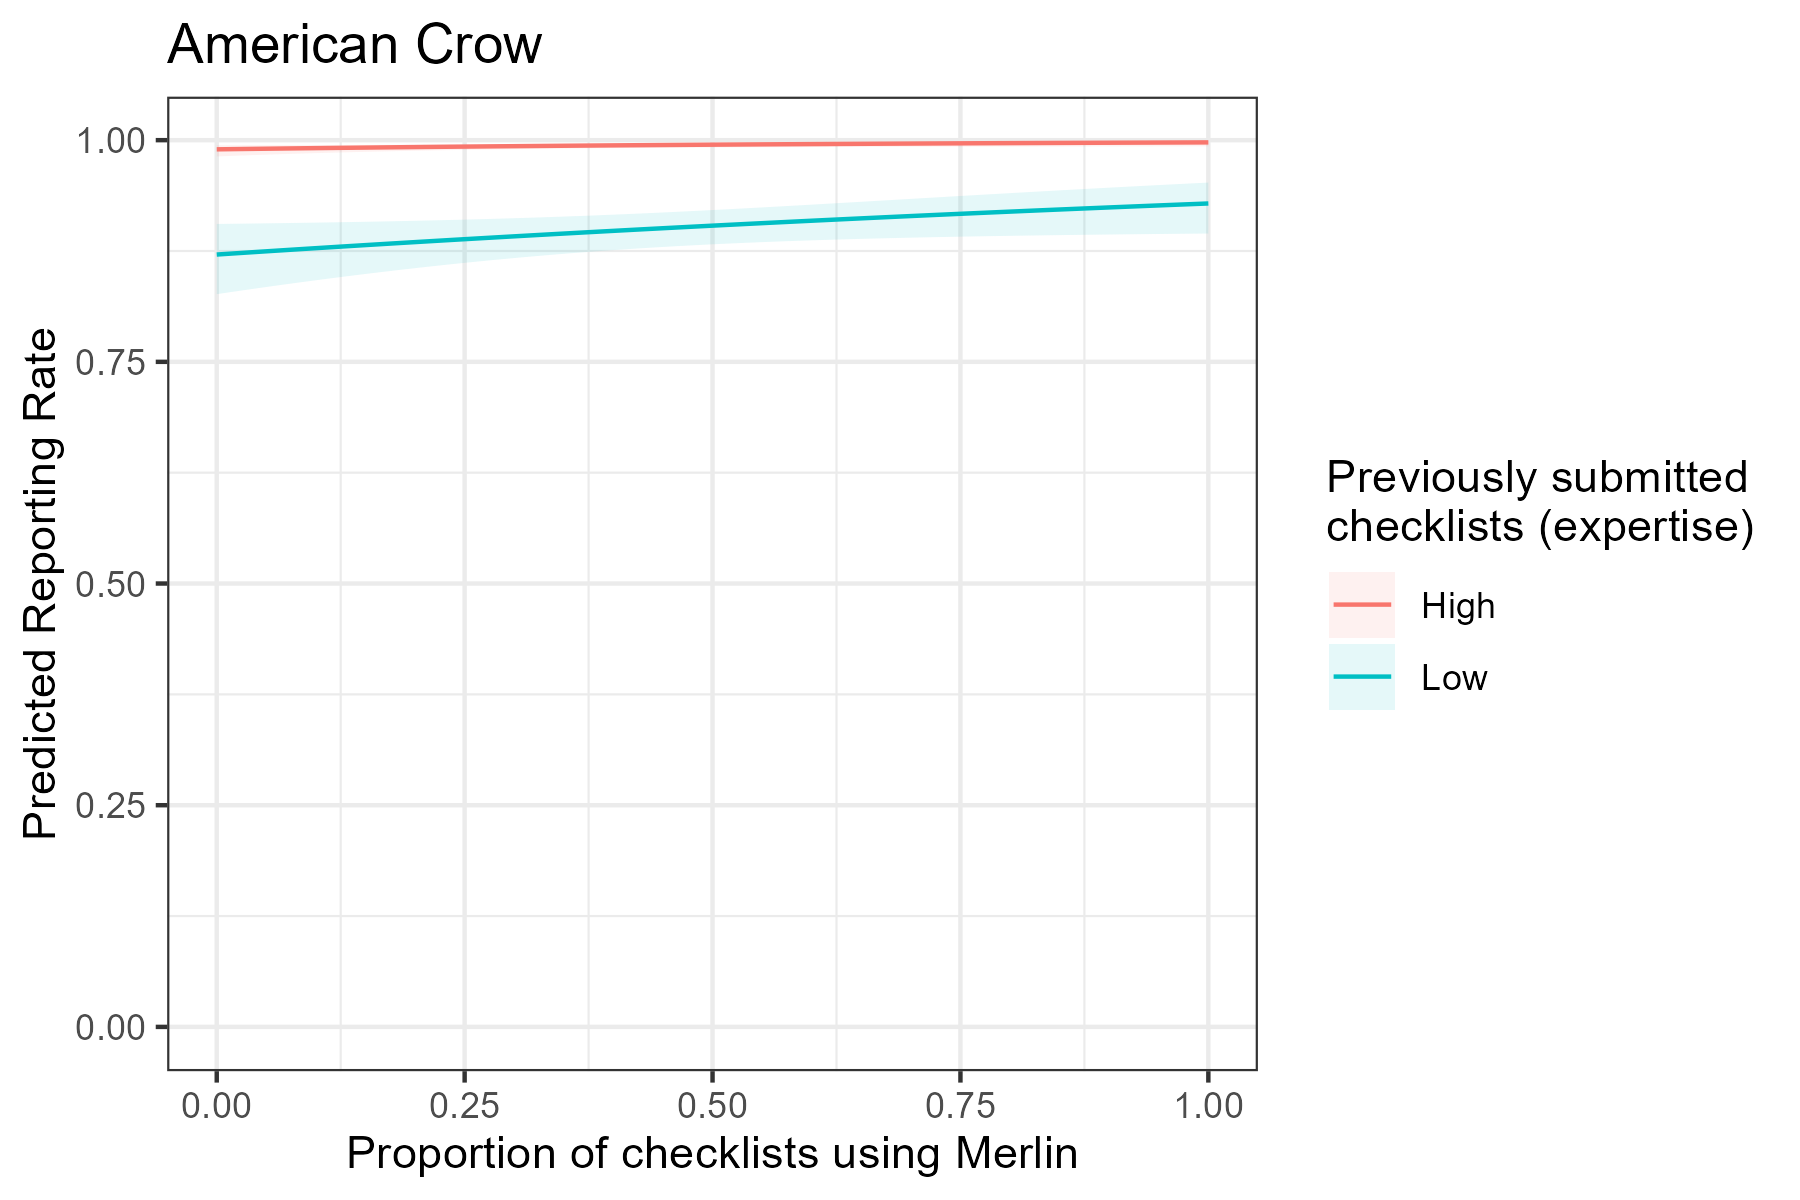 American Crow
Predicted Reporting Rate
1.00
0.75
0.50
0.25
0.00
0.00 0.25 0.50 0.75 1.00
Proportion of checklists using Merlin
Previously submitted
checklists (expertise)
High
Low